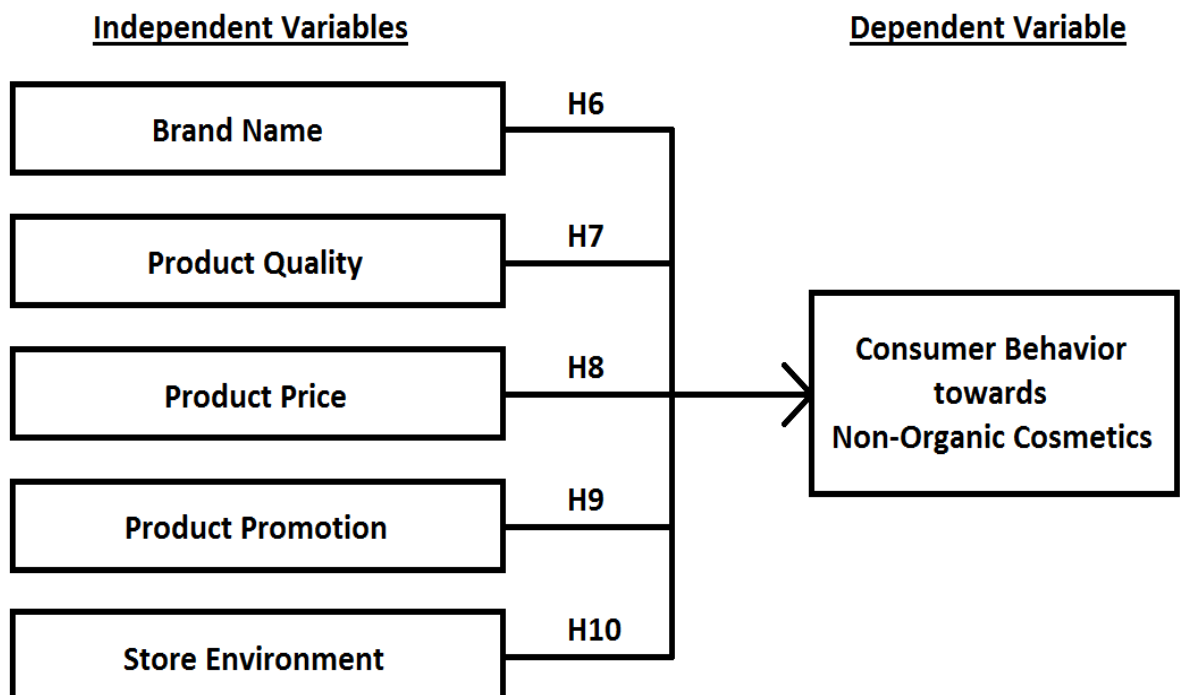 Independent Variables
Dependent Variable
H6
Brand Name
H7
Product Quality
H8
Product Price
H9
Product Promotion
H10
Store Environment
Consumer Behavior
towards
Non-Organic Cosmetics